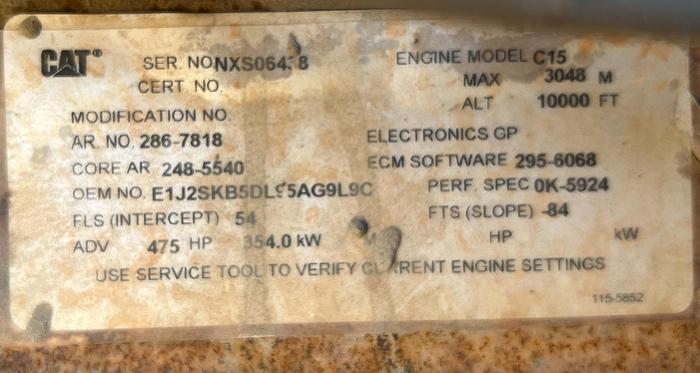 CAT® SER. NO ENGINE MODEL C15
CERT. NO. MAX 3048 M
ALT 10000 FT
MODIFICATION NO.
AR. NO. 286-7818 ELECTRONICS GP
CORE AR 248-5540 ECM SOFTWARE 295-6068
OEM NO. PERF. SPEC 0K-5924
FLS (INTERCEPT) 54 FTS (SLOPE) -84
ADV 475 HP 354.0 kW HP kW
USE SERVICE TOOL TO VERIFY CURRENT ENGINE SETTINGS
115-5852